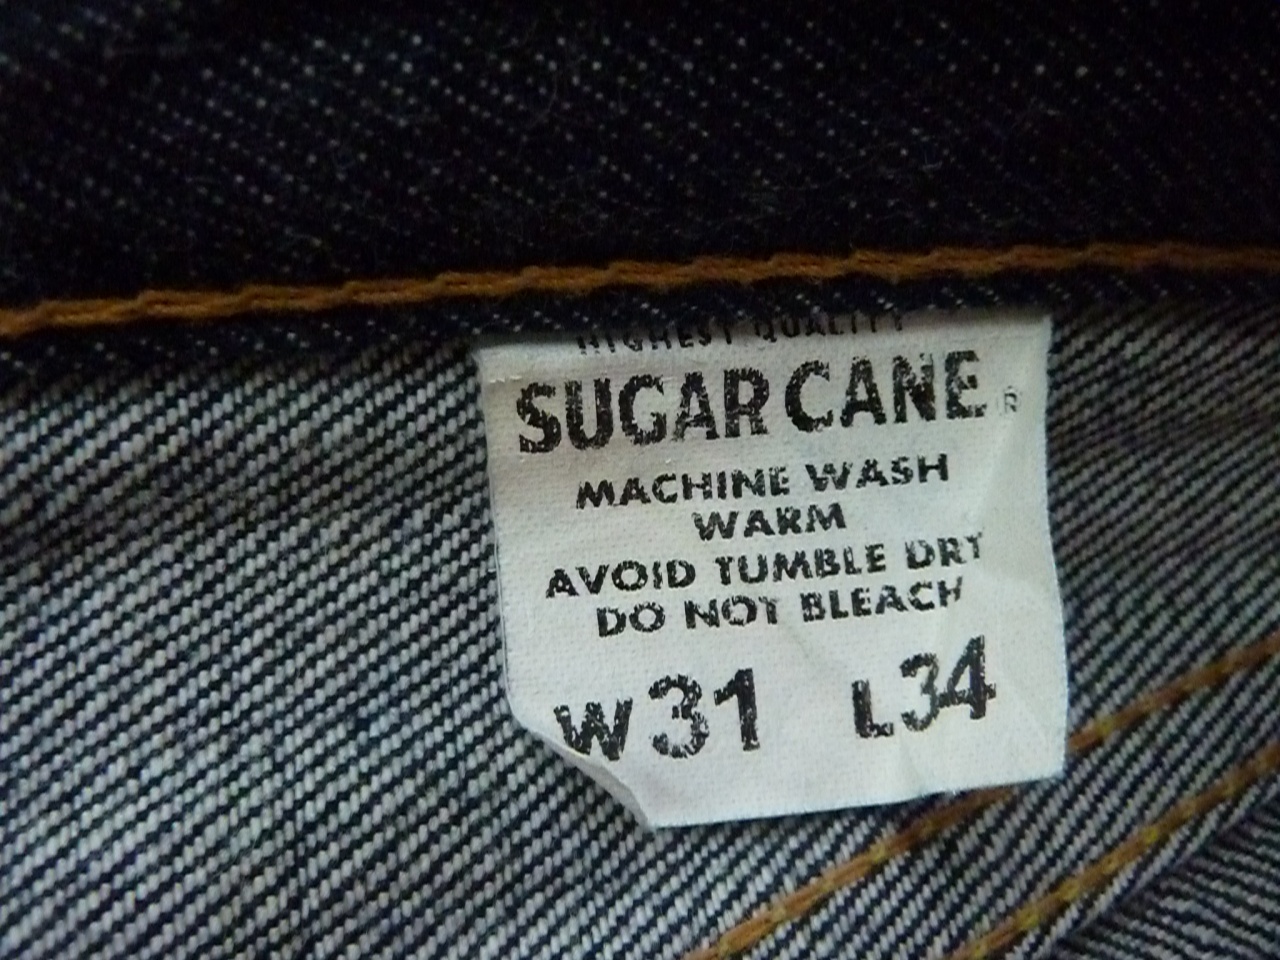 HIGHEST QUALITY
SUGAR CANE ®
MACHINE WASH
WARM
AVOID TUMBLE DRY
DO NOT BLEACH
W31 L34